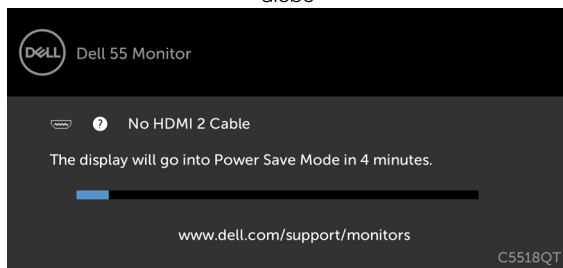 DELL
Dell 55 Monitor
? No HDMI 2 Cable
The display will go into Power Save Mode in 4 minutes.
www.dell.com/support/monitors
C5518QT